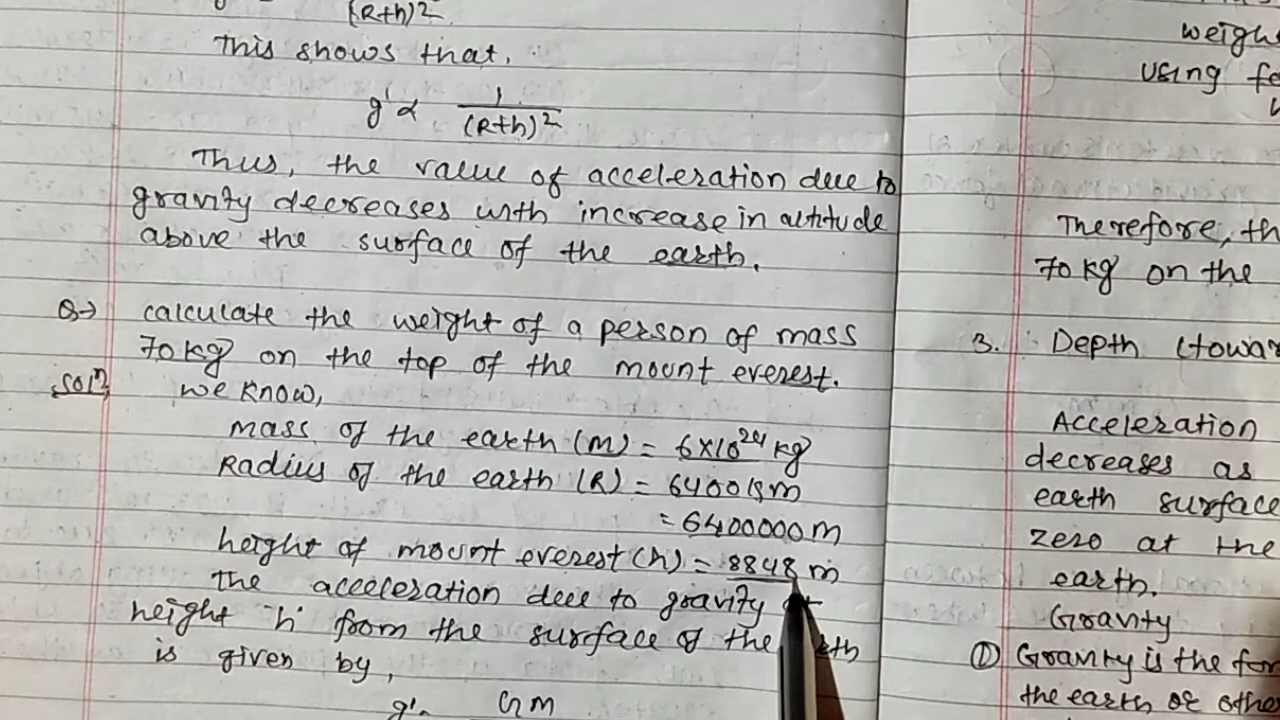 (R+h)²
This shows that,
g' ∝ 1/(R+h)²
Thus, the value of acceleration due to
gravity decreases with increase in altitude
above the surface of the earth.
Q→ calculate the weight of a person of mass
70 kg on the top of the mount everest.
Solⁿ, we know,
mass of the earth (M) = 6×10²⁴ kg
Radius of the earth (R) = 6400 km
= 6400000 m
height of mount everest (h) = 8848 m
The acceleration due to gravity
height 'h' from the surface of the
is given by,
g' = GM
weigh
using fo
Therefore, th
70 kg on the
3. Depth (towar
Acceleration
decreases as
earth surface
zero at the
earth.
Gravity
① Gravity is the for
the earth or othe